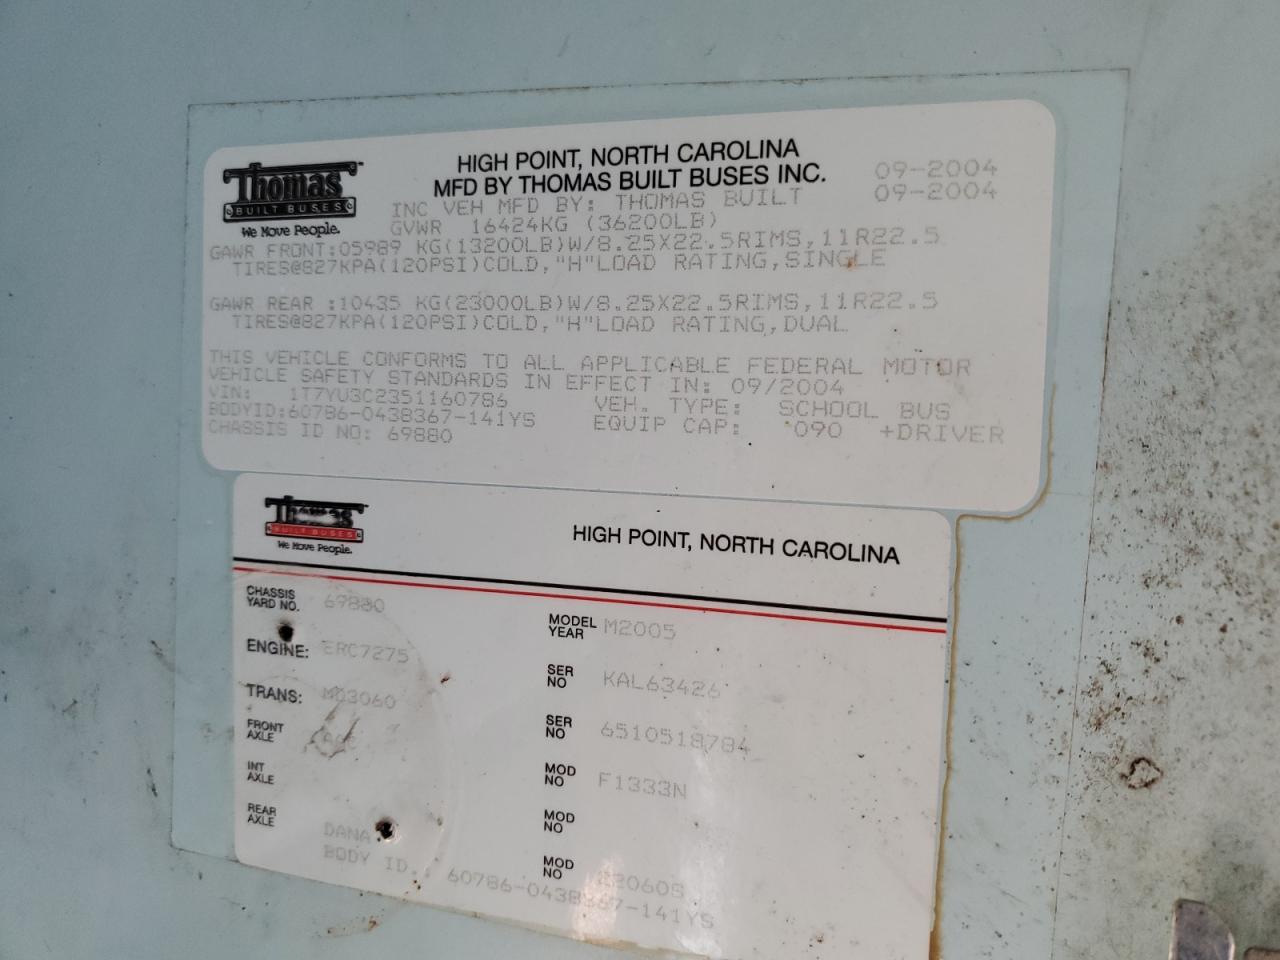 Thomas
BUILT BUSES
We Move People.
HIGH POINT, NORTH CAROLINA
MFD BY THOMAS BUILT BUSES INC.
09-2004
INC VEH MFD BY: THOMAS BUILT
09-2004
GVWR 16424KG (36200LB)
GAWR FRONT:05989 KG(13200LB)W/8.25X22.5RIMS,11R22.5
TIRES@827KPA(120PSI)COLD,"H"LOAD RATING,SINGLE
GAWR REAR :10435 KG(23000LB)W/8.25X22.5RIMS,11R22.5
TIRES@827KPA(120PSI)COLD,"H"LOAD RATING,DUAL
THIS VEHICLE CONFORMS TO ALL APPLICABLE FEDERAL MOTOR
VEHICLE SAFETY STANDARDS IN EFFECT IN: 09/2004
VIN: 1T7YU3C2351160786 VEH. TYPE: SCHOOL BUS
BODYID:60786-0438367-141YS EQUIP CAP: 090 +DRIVER
CHASSIS ID NO: 69880
Thomas
BUILT BUSES
We Move People.
HIGH POINT, NORTH CAROLINA
CHASSIS
YARD NO. 69880
MODEL
YEAR M2005
ENGINE: ERC7275
SER
NO KAL63426
TRANS: MD3060
SER
NO 6510518784
FRONT
AXLE
MOD
NO F1333N
INT
AXLE
MOD
NO
REAR
AXLE DANA
MOD
NO
BODY ID.: 60786-0438367-141YS